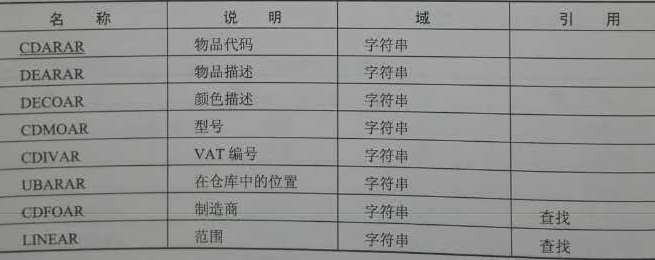 名 称 说 明 域 引 用
CDARAR 物品代码 字符串
DEARAR 物品描述 字符串
DECOAR 颜色描述 字符串
CDMOAR 型号 字符串
CDIVAR VAT 编号 字符串
UBARAR 在仓库中的位置 字符串
CDFOAR 制造商 字符串 查找
LINEAR 范围 字符串 查找